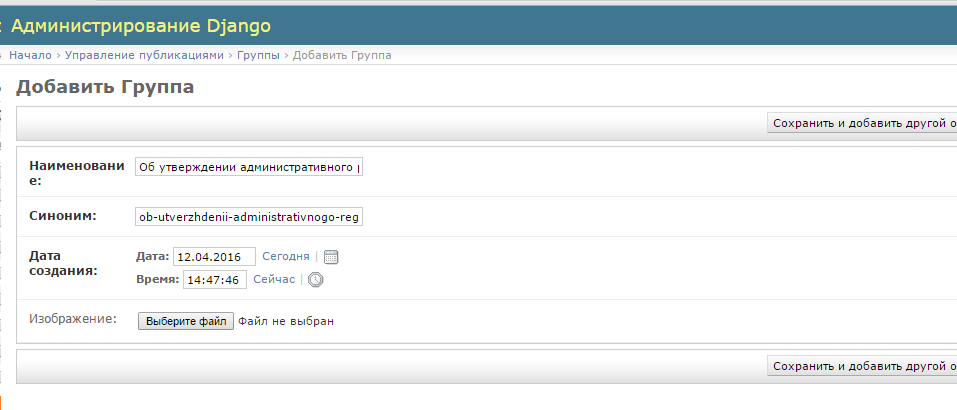 Администрирование Django
Начало › Управление публикациями › Группы › Добавить Группа
Добавить Группа
Сохранить и добавить другой о
Наименовани
е:
Об утверждении административного
Синоним:
ob-utverzhdenii-administrativnogo-reg
Дата
создания:
Дата: 12.04.2016 Сегодня |
Время: 14:47:46 Сейчас |
Изображение: Выберите файл Файл не выбран
Сохранить и добавить другой о